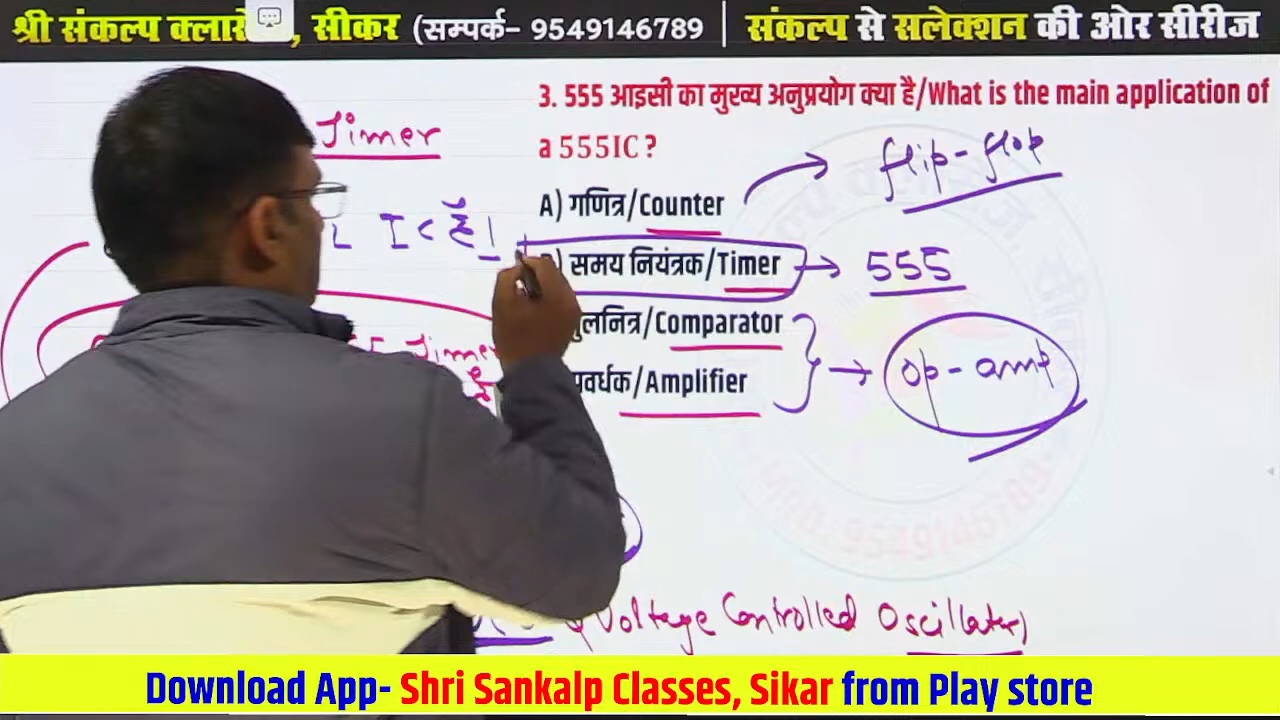 श्री संकल्प क्लासेज, सीकर (सम्पर्क– 9549146789 | संकल्प से सलेक्शन की ओर सीरीज
3. 555 आइसी का मुख्य अनुप्रयोग क्या है/What is the main application of
a 555IC?
Timer
flip-flop
A) गणित्र/Counter
IC है।
समय नियंत्रक/Timer → 555
Comparator
Timer
Amplifier
→ op-amp
Voltage Controlled Oscillator)
Download App- Shri Sankalp Classes, Sikar from Play store